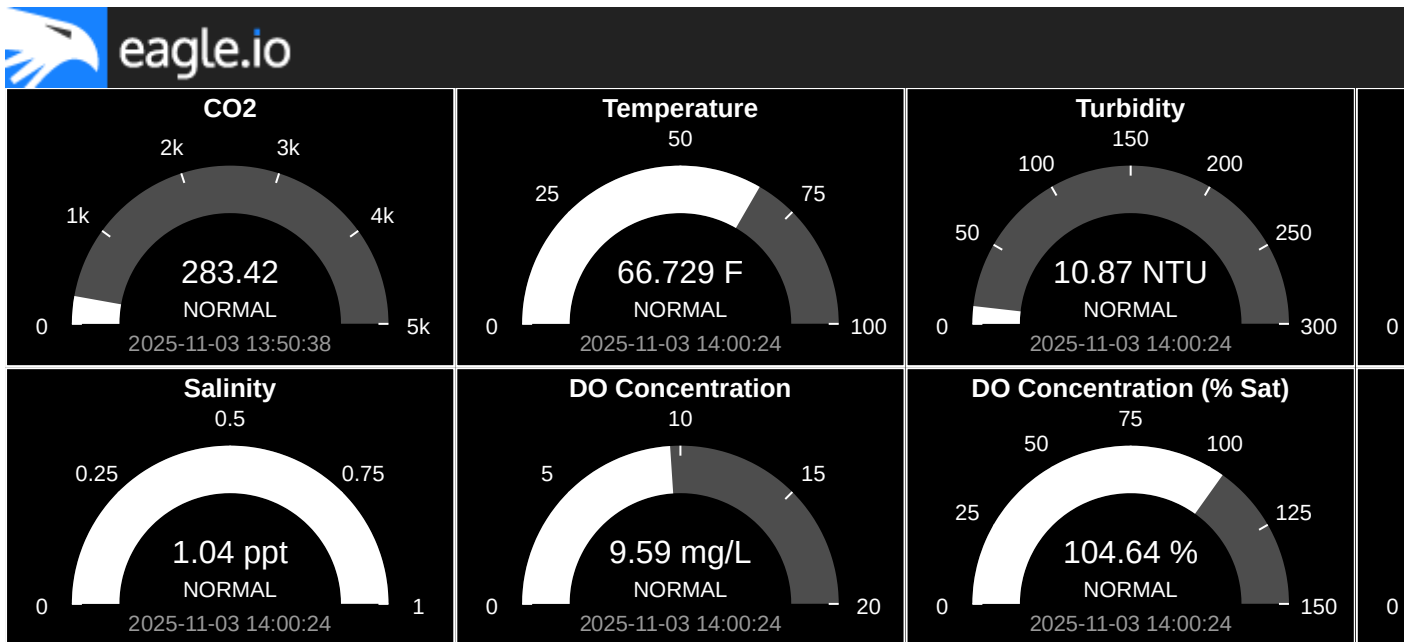 eagle.io
CO2
0
1k
2k
3k
4k
5k
283.42
NORMAL
2025-11-03 13:50:38
Temperature
0
25
50
75
100
66.729 F
NORMAL
2025-11-03 14:00:24
Turbidity
0
50
100
150
200
250
300
10.87 NTU
NORMAL
2025-11-03 14:00:24
0
Salinity
0
0.25
0.5
0.75
1
1.04 ppt
NORMAL
2025-11-03 14:00:24
DO Concentration
0
5
10
15
20
9.59 mg/L
NORMAL
2025-11-03 14:00:24
DO Concentration (% Sat)
0
25
50
75
100
125
150
104.64 %
NORMAL
2025-11-03 14:00:24
0